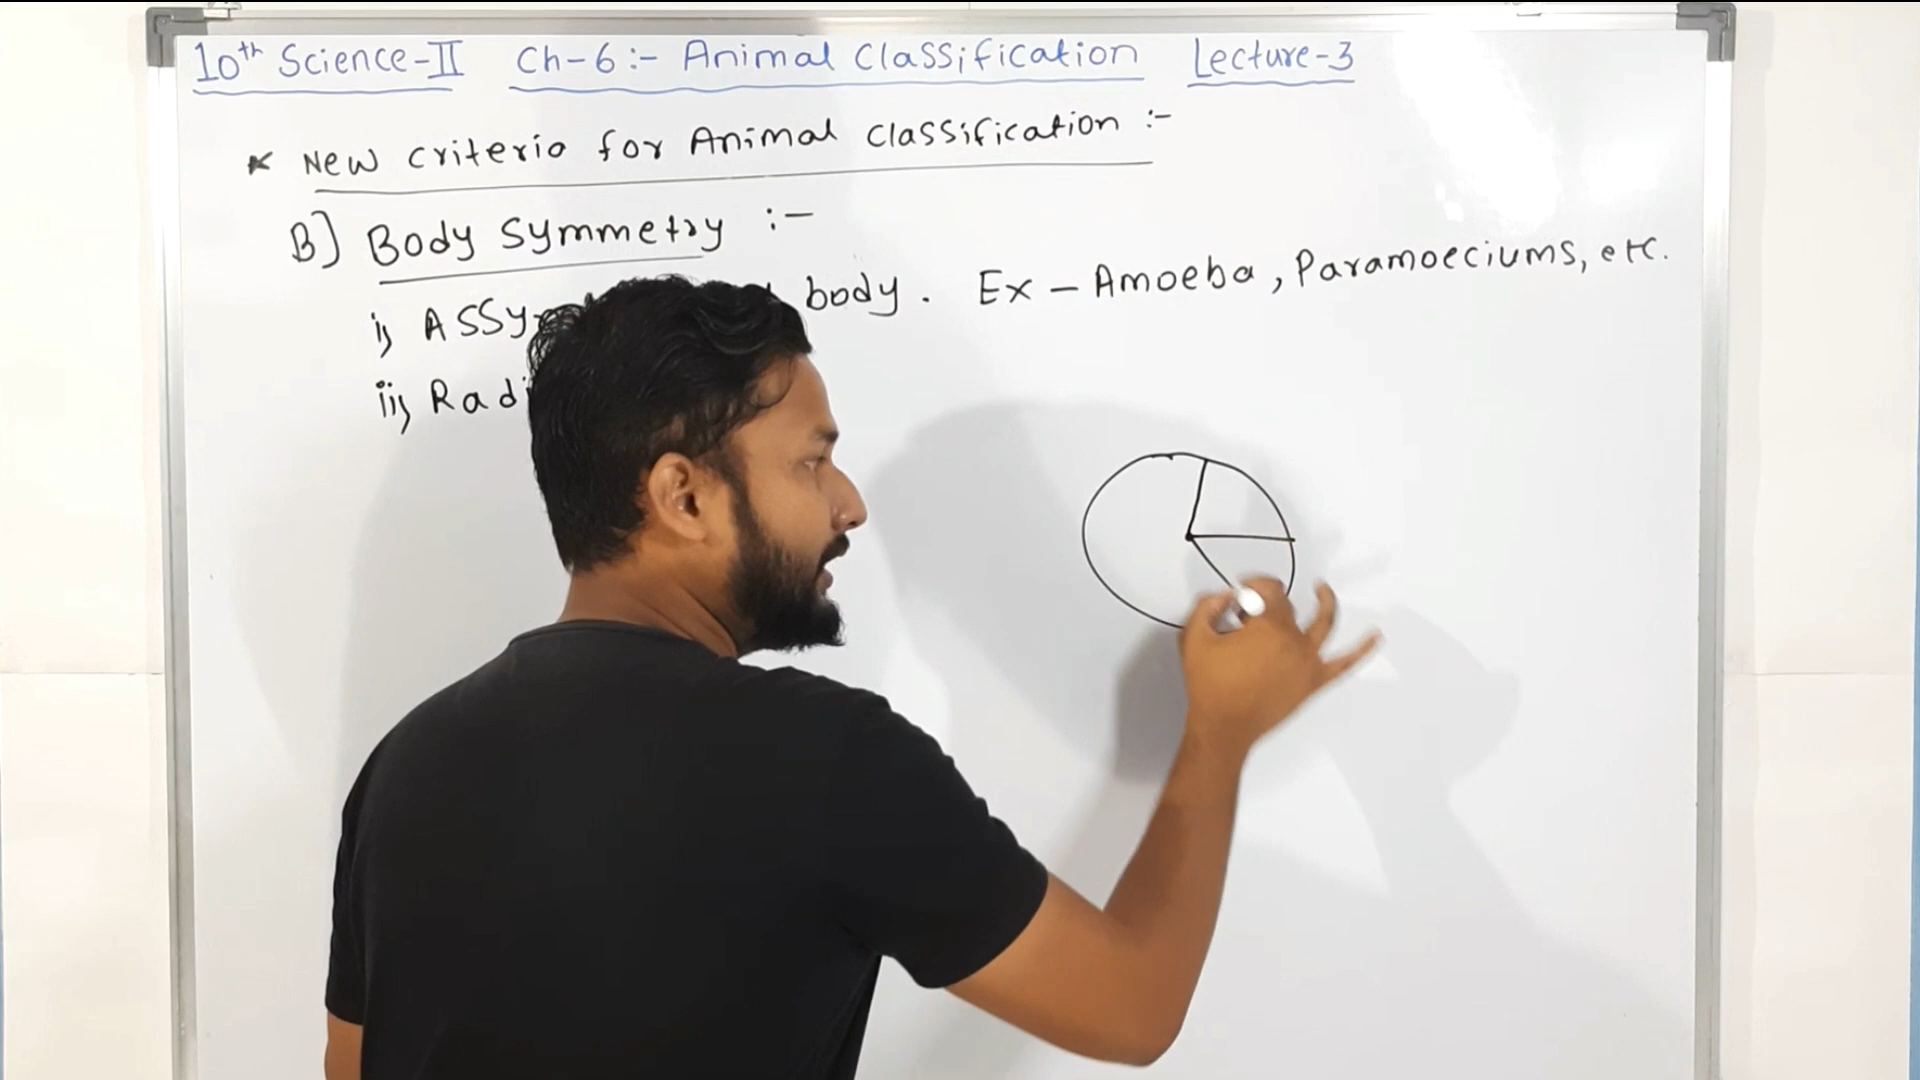 10th Science-II Ch-6:- Animal Classification Lecture-3
* New criteria for Animal classification :-
B] Body Symmetry :-
i) ASSy body. Ex - Amoeba, Paramoeciums, etc.
ii) Radi